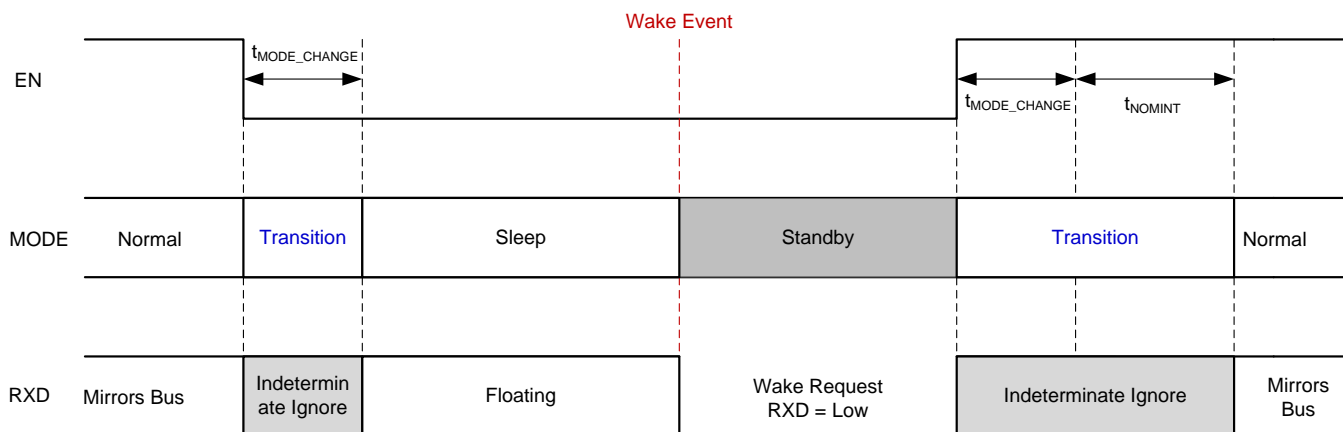 Wake Event
tMODE_CHANGE
EN
tMODE_CHANGE
tNOMINT
MODE
Normal
Transition
Sleep
Standby
Transition
Normal
RXD
Mirrors Bus
Indetermin
ate Ignore
Floating
Wake Request
RXD = Low
Indeterminate Ignore
Mirrors
Bus